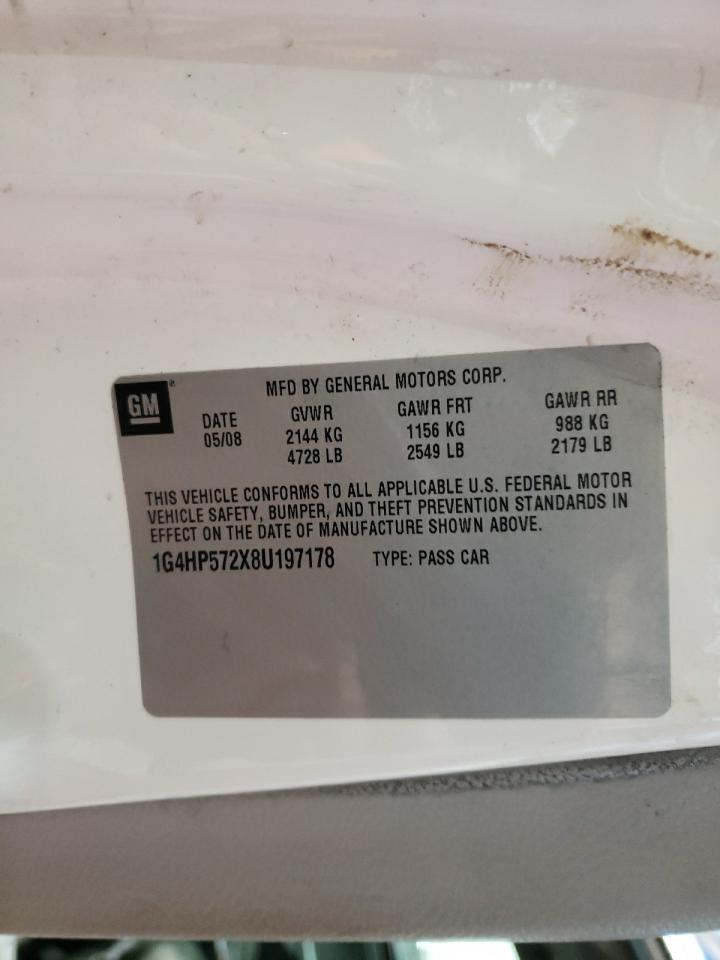 GM
MFD BY GENERAL MOTORS CORP.
DATE GVWR GAWR FRT GAWR RR
05/08 2144 KG 1156 KG 988 KG
4728 LB 2549 LB 2179 LB
THIS VEHICLE CONFORMS TO ALL APPLICABLE U.S. FEDERAL MOTOR
VEHICLE SAFETY, BUMPER, AND THEFT PREVENTION STANDARDS IN
EFFECT ON THE DATE OF MANUFACTURE SHOWN ABOVE.
1G4HP572X8U197178 TYPE: PASS CAR